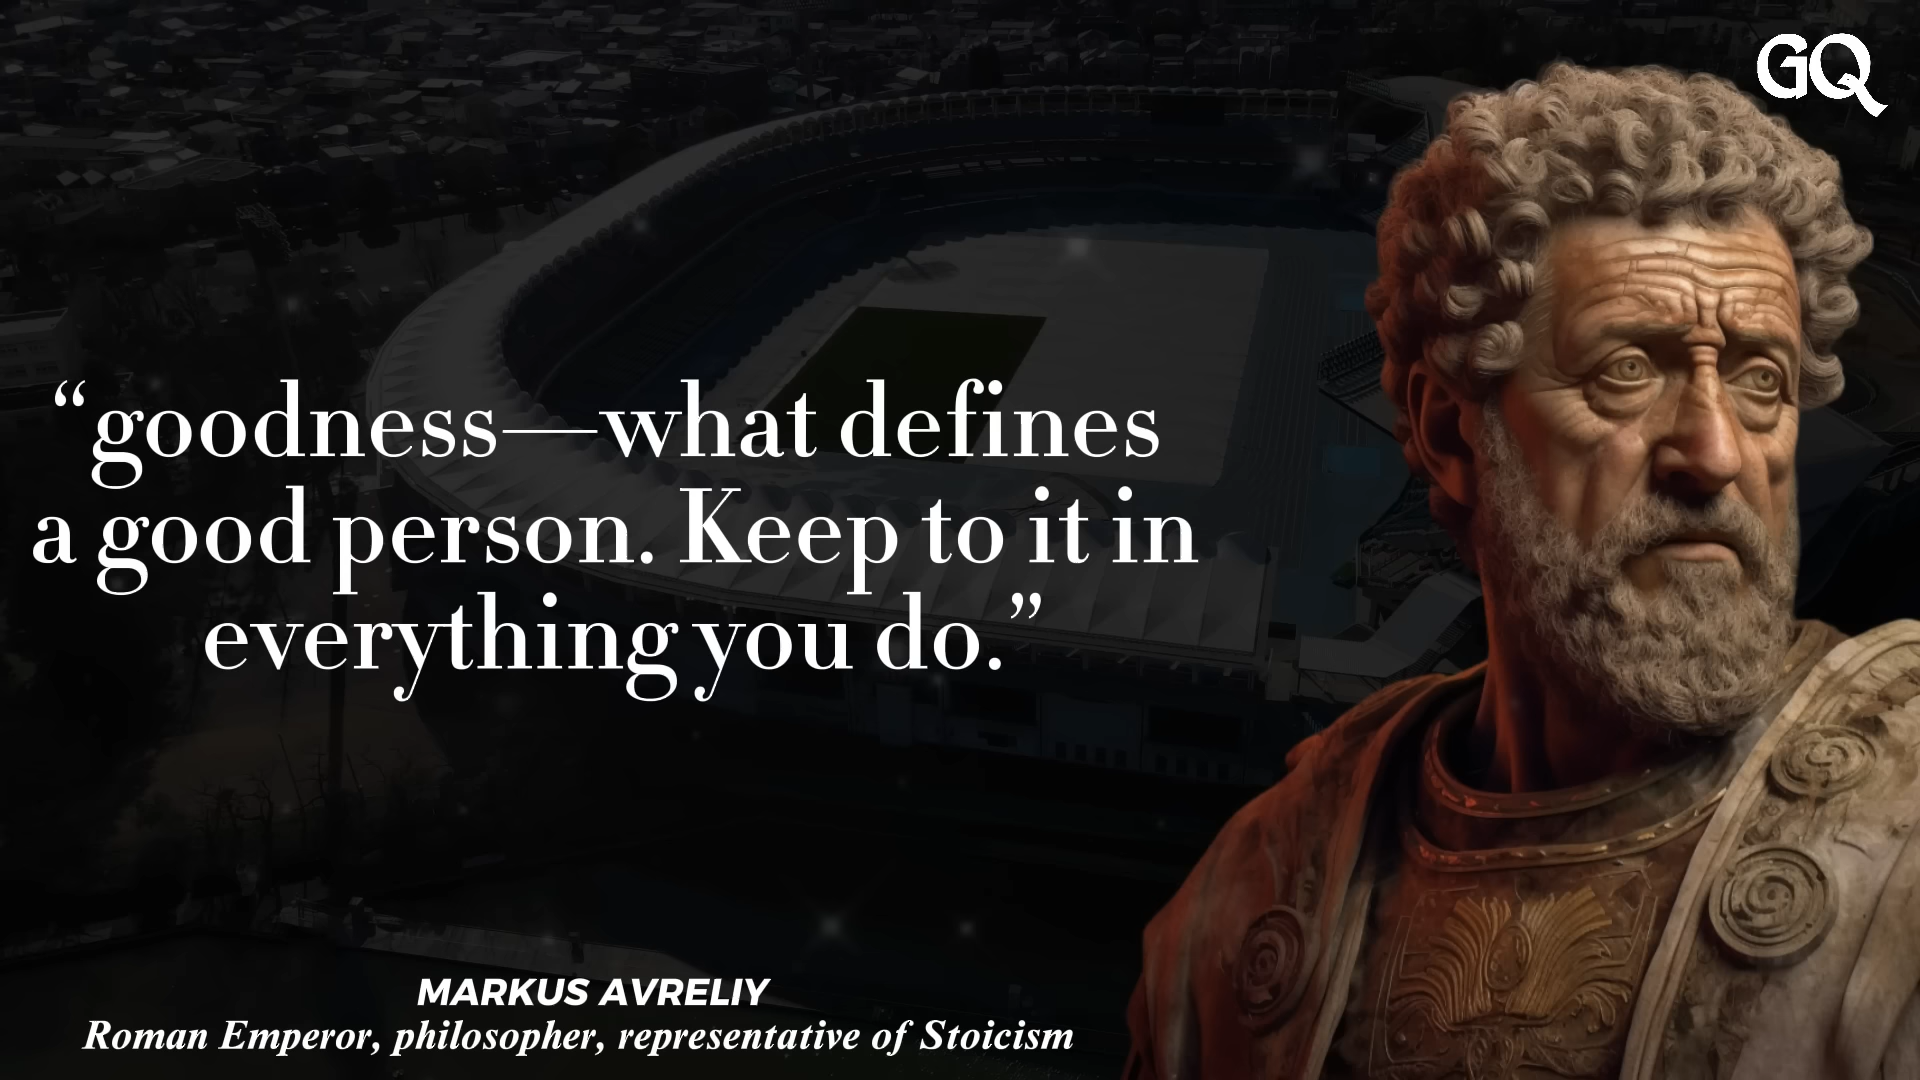 GQ
“goodness—what defines
a good person. Keep to it in
everything you do.”
MARKUS AVRELIY
Roman Emperor, philosopher, representative of Stoicism